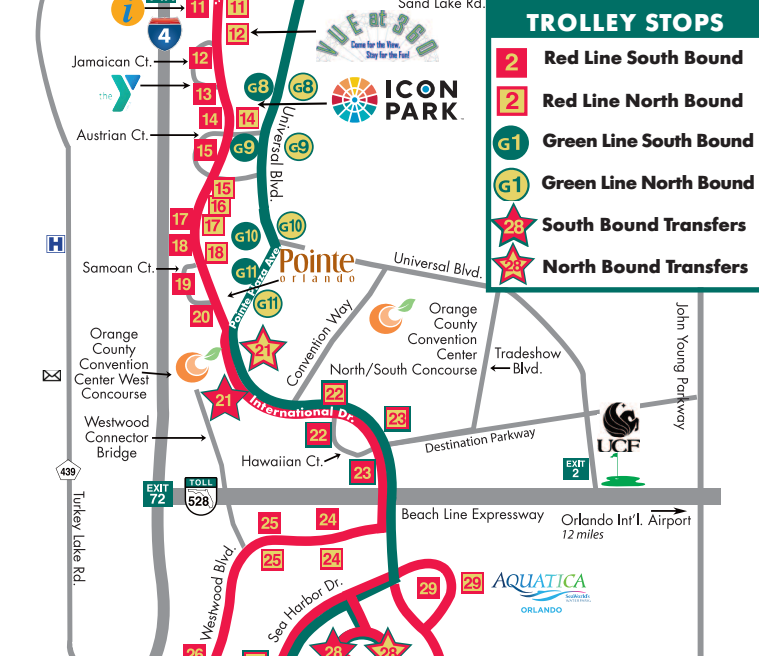 TROLLEY STOPS
2 Red Line South Bound
2 Red Line North Bound
G1 Green Line South Bound
G1 Green Line North Bound
28 South Bound Transfers
28 North Bound Transfers
Sand Lake Rd.
i
11
11
4
12
VUE at 360
Come for the View,
Stay for the Fun!
Jamaican Ct.
12
the Y
13
G8
G8
ICON
PARK
14
14
Austrian Ct.
15
G9
G9
Universal Blvd.
15
16
17
17
G10
G10
H
18
18
Samoan Ct.
19
G11
Pointe Plaza Ave
Pointe
orlando
G11
20
Universal Blvd.
Orange
County
Convention
Center West
Concourse
21
21
Convention Way
Orange
County
Convention
Center
North/South Concourse
Tradeshow
Blvd.
John Young Parkway
International Dr.
22
22
23
23
Westwood
Connector
Bridge
Hawaiian Ct.
Destination Parkway
UCF
EXIT
2
439
Turkey Lake Rd.
EXIT
72
TOLL
528
Beach Line Expressway
Orlando Int'l. Airport
12 miles
25
24
25
24
Westwood Blvd.
Sea Harbor Dr.
29
29
AQUATICA
SeaWorld's
WATERPARK
ORLANDO
26
28
28